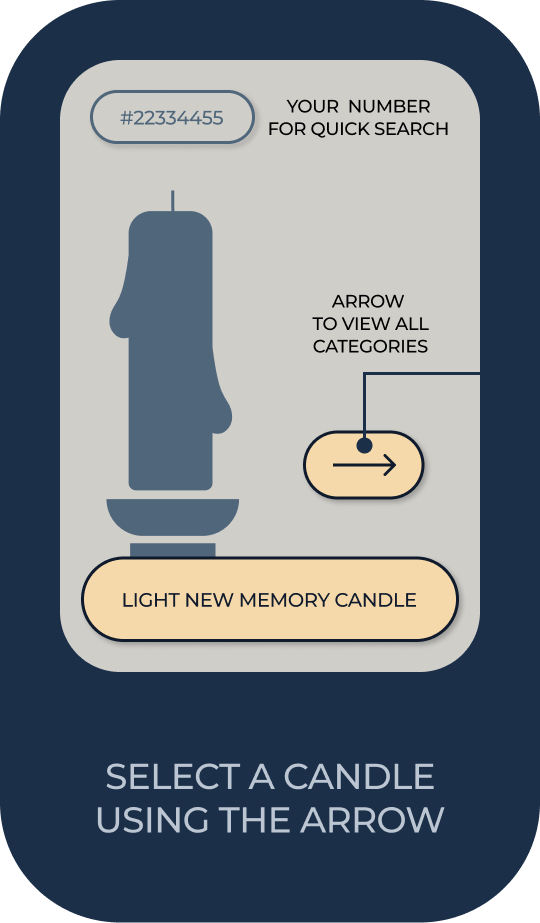 #22334455
YOUR NUMBER
FOR QUICK SEARCH
ARROW
TO VIEW ALL
CATEGORIES
LIGHT NEW MEMORY CANDLE
SELECT A CANDLE
USING THE ARROW